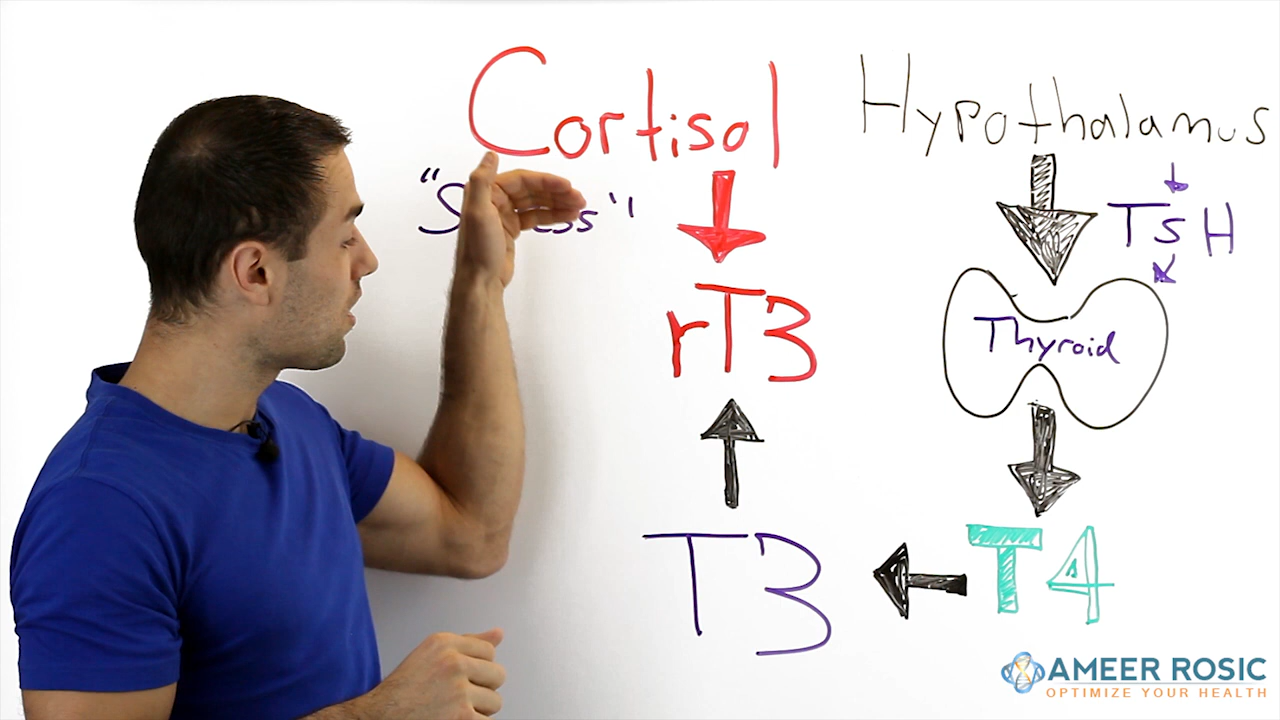 Cortisol
Hypothalamus
TsH
rT3
Thyroid
T3
T4
AMEER ROSIC
OPTIMIZE YOUR HEALTH